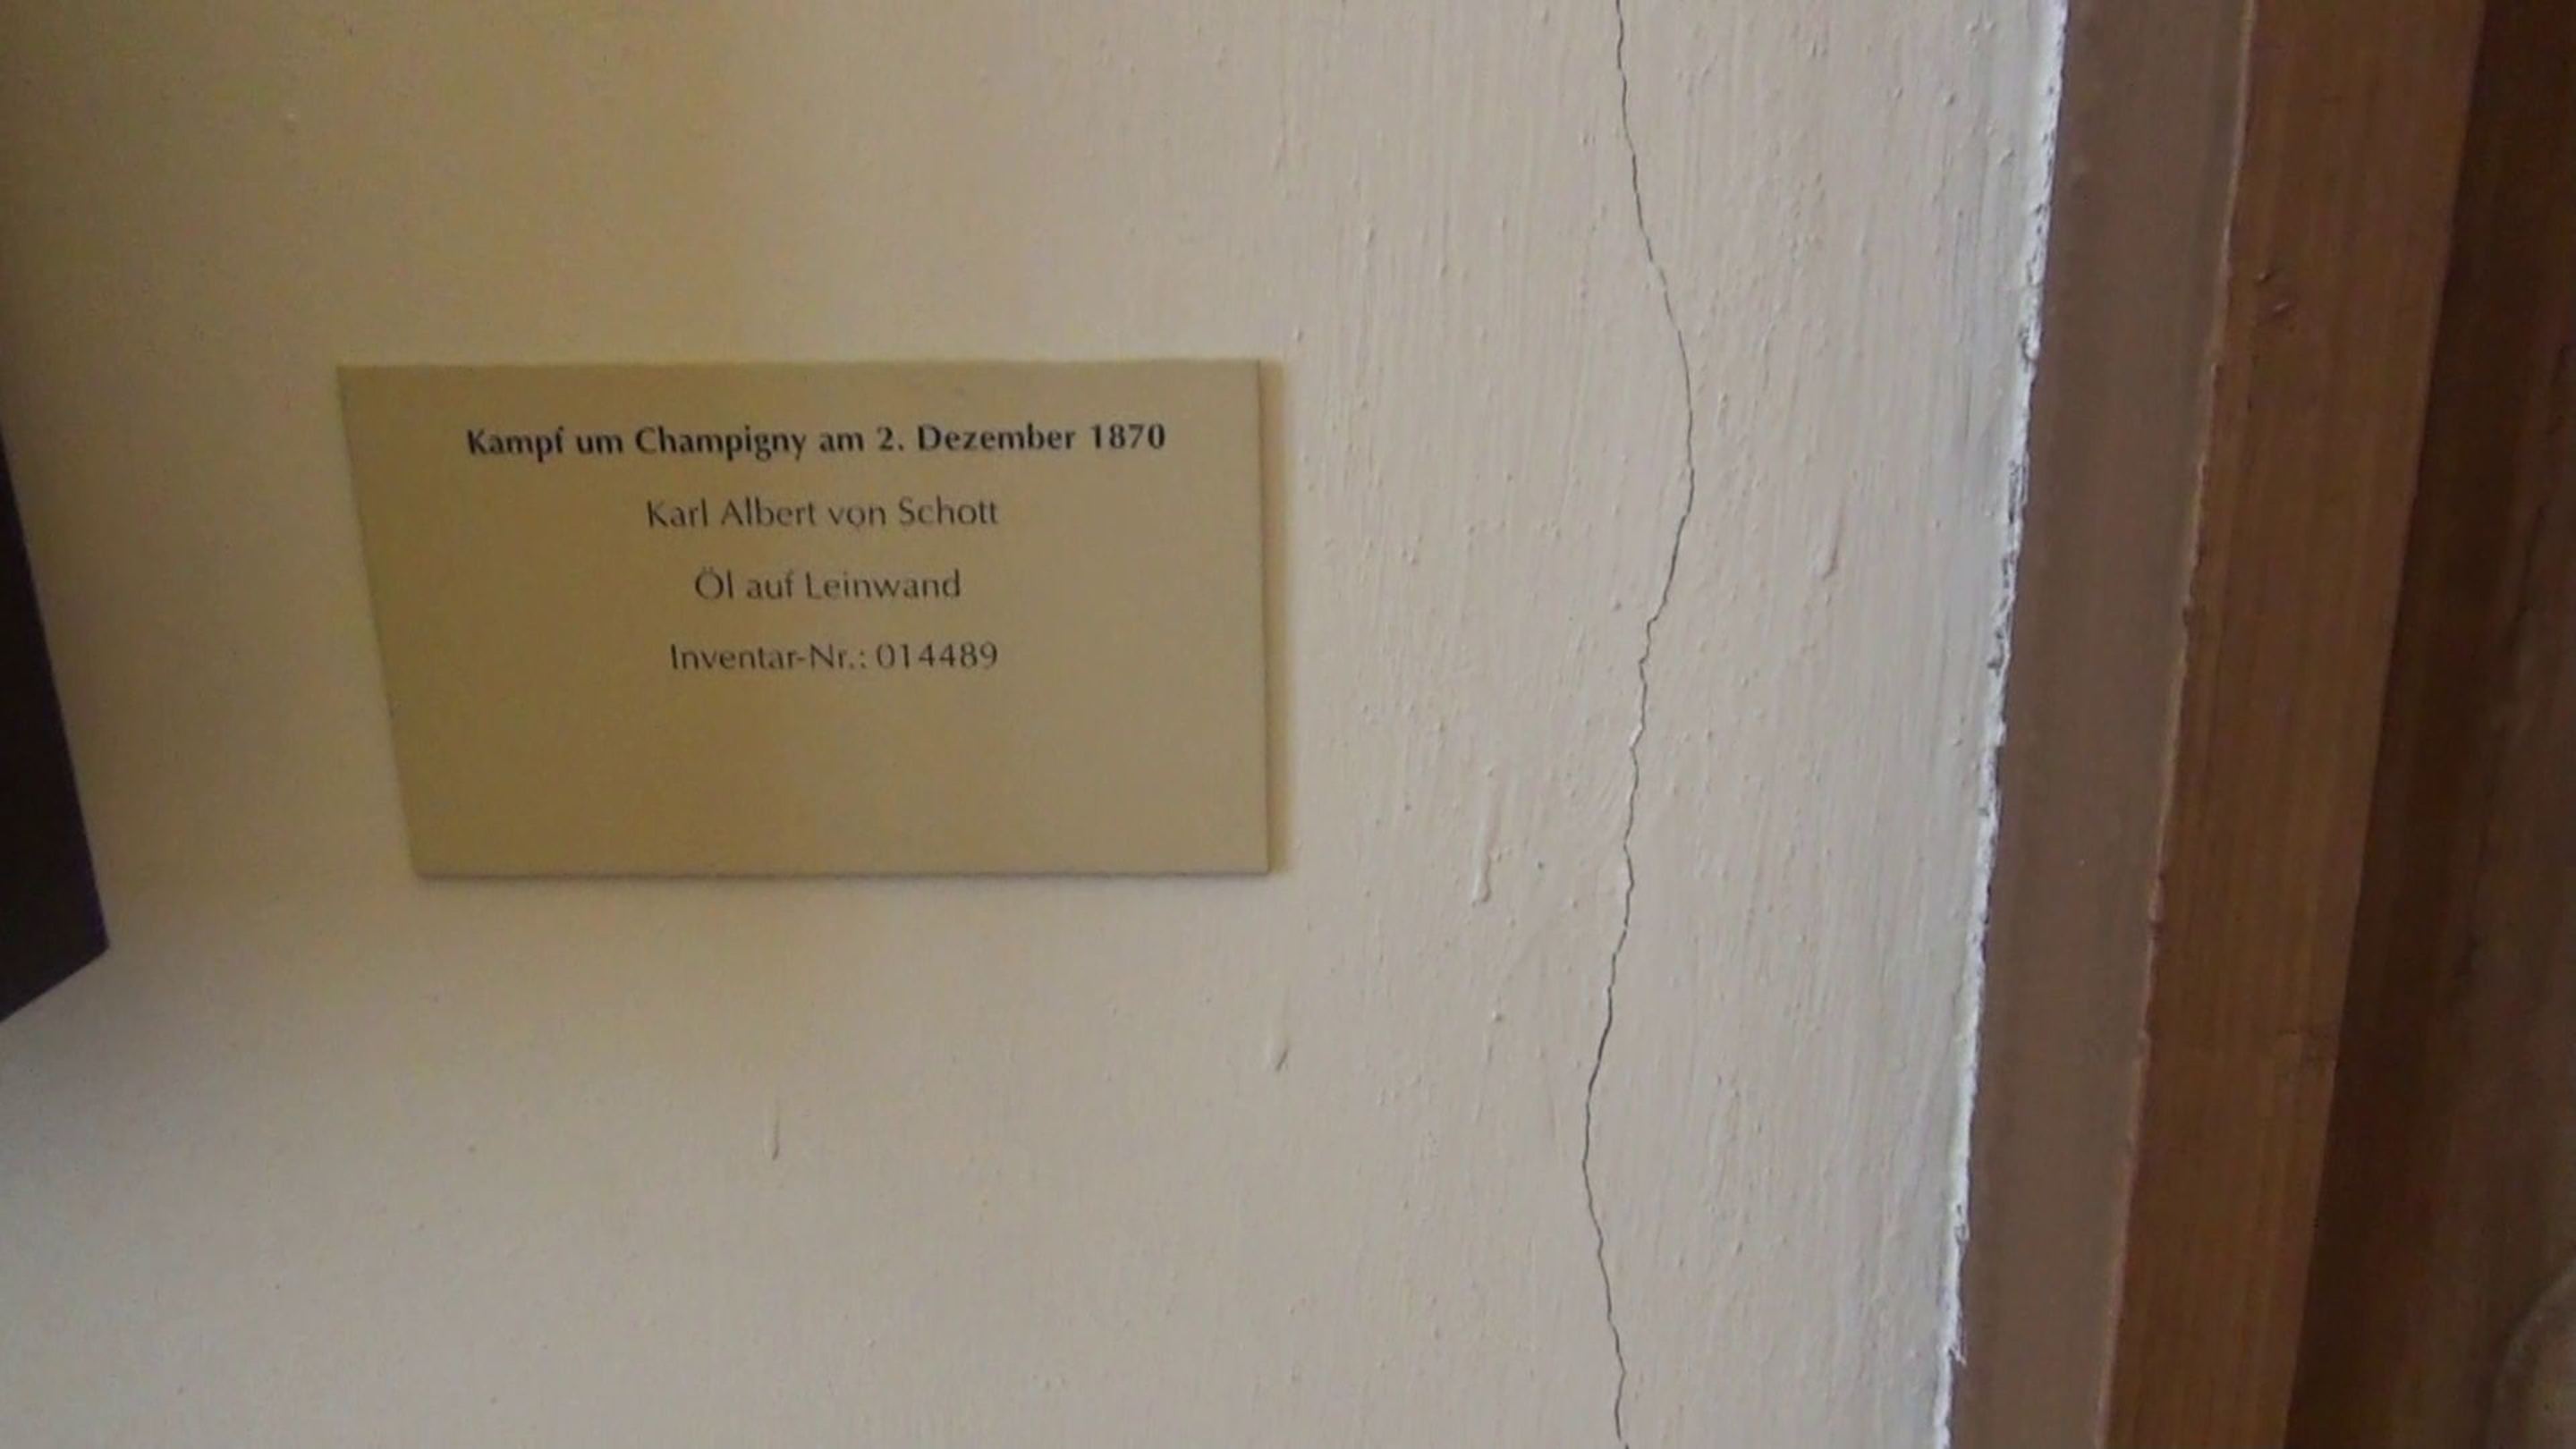 Kampf um Champigny am 2. Dezember 1870
Karl Albert von Schott
Öl auf Leinwand
Inventar-Nr.: 014489